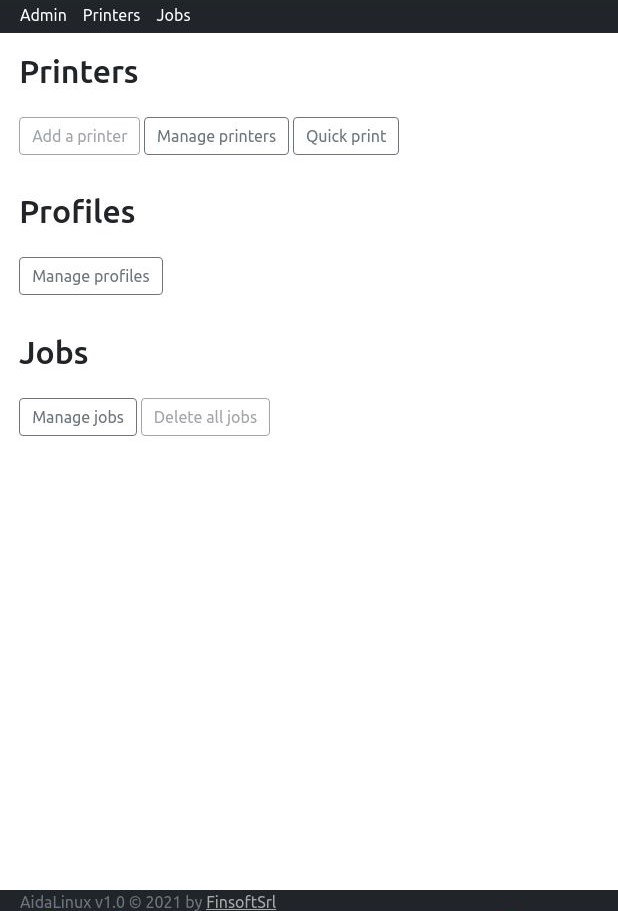 Admin Printers Jobs
Printers
Add a printer Manage printers Quick print
Profiles
Manage profiles
Jobs
Manage jobs Delete all jobs
AidaLinux v1.0 © 2021 by FinsoftSrl